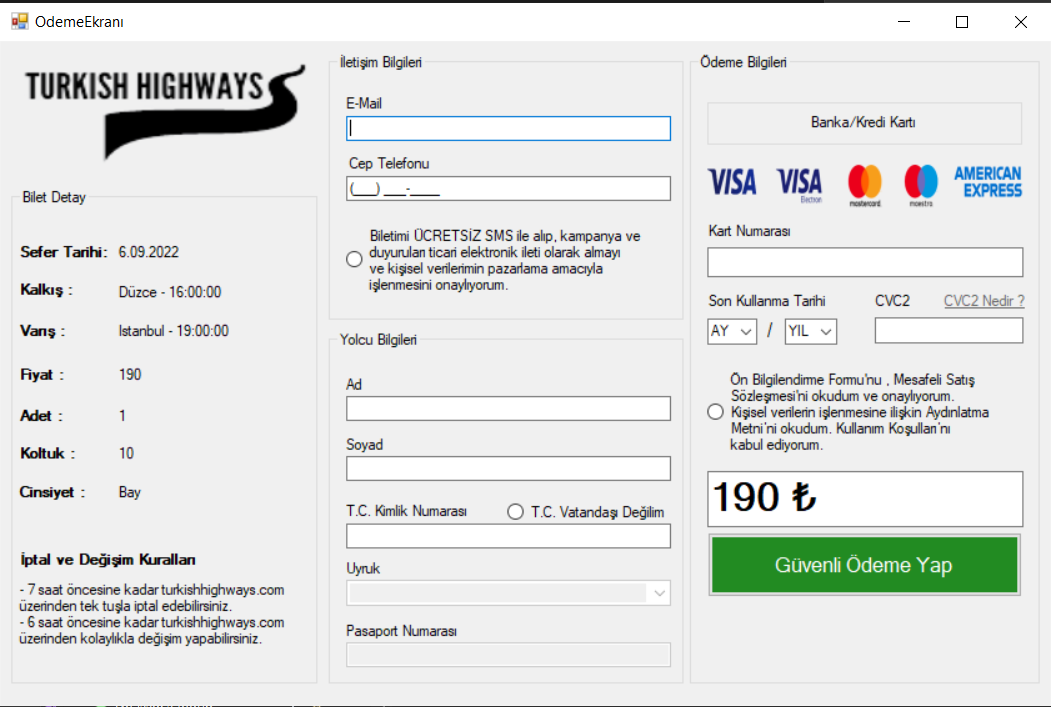 OdemeEkranı
TURKISH HIGHWAYS
Bilet Detay
Sefer Tarihi: 6.09.2022
Kalkış : Düzce - 16:00:00
Varış : Istanbul - 19:00:00
Fiyat : 190
Adet : 1
Koltuk : 10
Cinsiyet : Bay
İptal ve Değişim Kuralları
- 7 saat öncesine kadar turkishhighways.com
üzerinden tek tuşla iptal edebilirsiniz.
- 6 saat öncesine kadar turkishhighways.com
üzerinden kolaylıkla değişim yapabilirsiniz.
İletişim Bilgileri
E-Mail
Cep Telefonu
(___) ___-____
Biletimi ÜCRETSİZ SMS ile alıp, kampanya ve
duyuruları ticari elektronik ileti olarak almayı
ve kişisel verilerimin pazarlama amacıyla
işlenmesini onaylıyorum.
Yolcu Bilgileri
Ad
Soyad
T.C. Kimlik Numarası
T.C. Vatandaşı Değilim
Uyruk
Pasaport Numarası
Ödeme Bilgileri
Banka/Kredi Kartı
VISA
VISA
Electron
mastercard
maestro
AMERICAN
EXPRESS
Kart Numarası
Son Kullanma Tarihi
CVC2
CVC2 Nedir ?
AY / YIL
Ön Bilgilendirme Formu'nu , Mesafeli Satış
Sözleşmesi'ni okudum ve onaylıyorum.
Kişisel verilerin işlenmesine ilişkin Aydınlatma
Metni'ni okudum. Kullanım Koşulları'nı
kabul ediyorum.
190 ₺
Güvenli Ödeme Yap